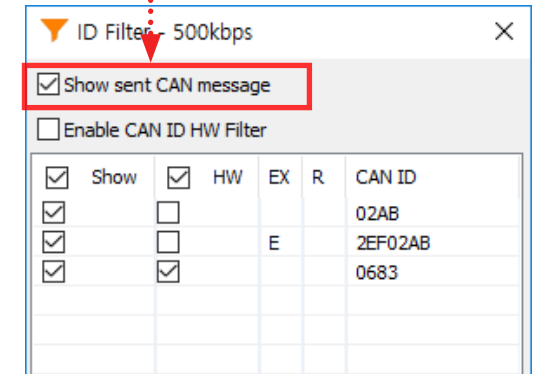 ID Filter - 500kbps
Show sent CAN message
Enable CAN ID HW Filter
Show HW EX R CAN ID
02AB
E 2EF02AB
0683